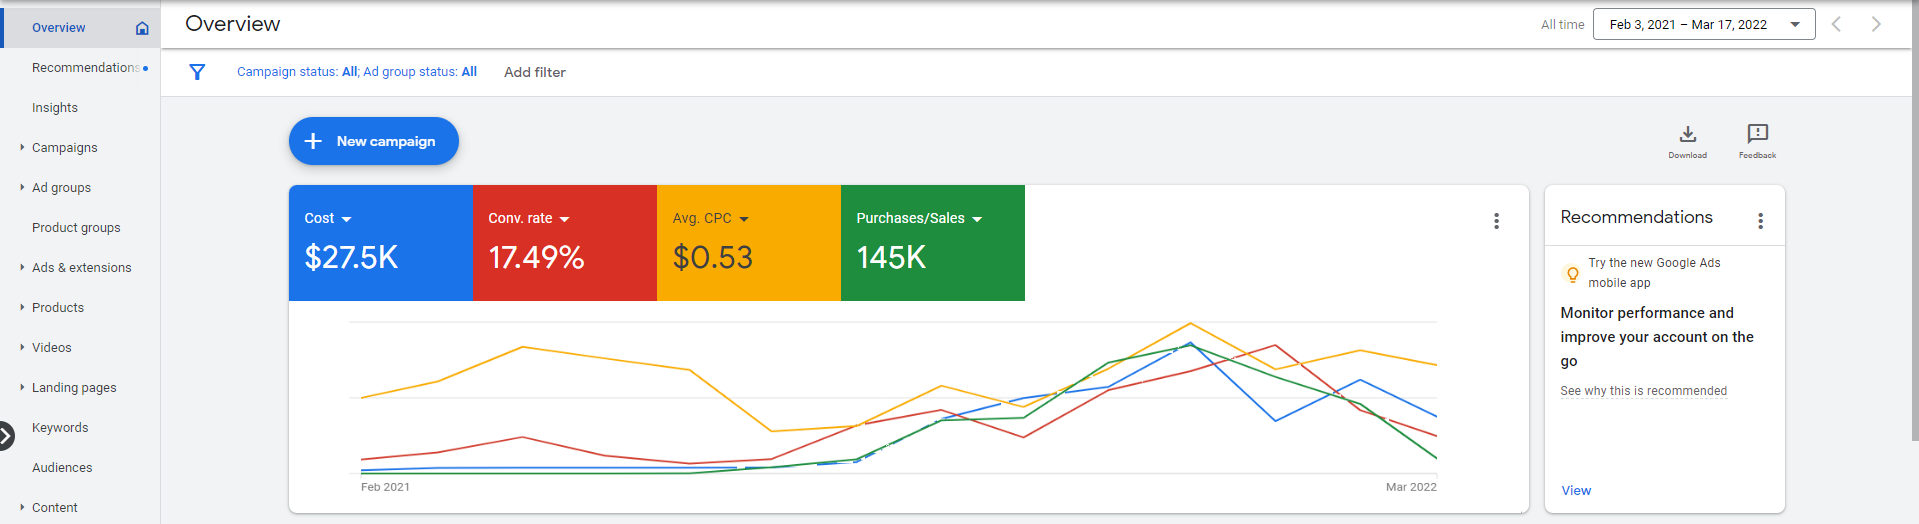 Overview
Recommendations
Insights
Campaigns
Ad groups
Product groups
Ads & extensions
Products
Videos
Landing pages
Keywords
Audiences
Content
Overview
All time
Feb 3, 2021 – Mar 17, 2022
Campaign status: All; Ad group status: All
Add filter
New campaign
Download
Feedback
Cost
$27.5K
Conv. rate
17.49%
Avg. CPC
$0.53
Purchases/Sales
145K
Feb 2021
Mar 2022
Recommendations
Try the new Google Ads
mobile app
Monitor performance and
improve your account on the
go
See why this is recommended
View